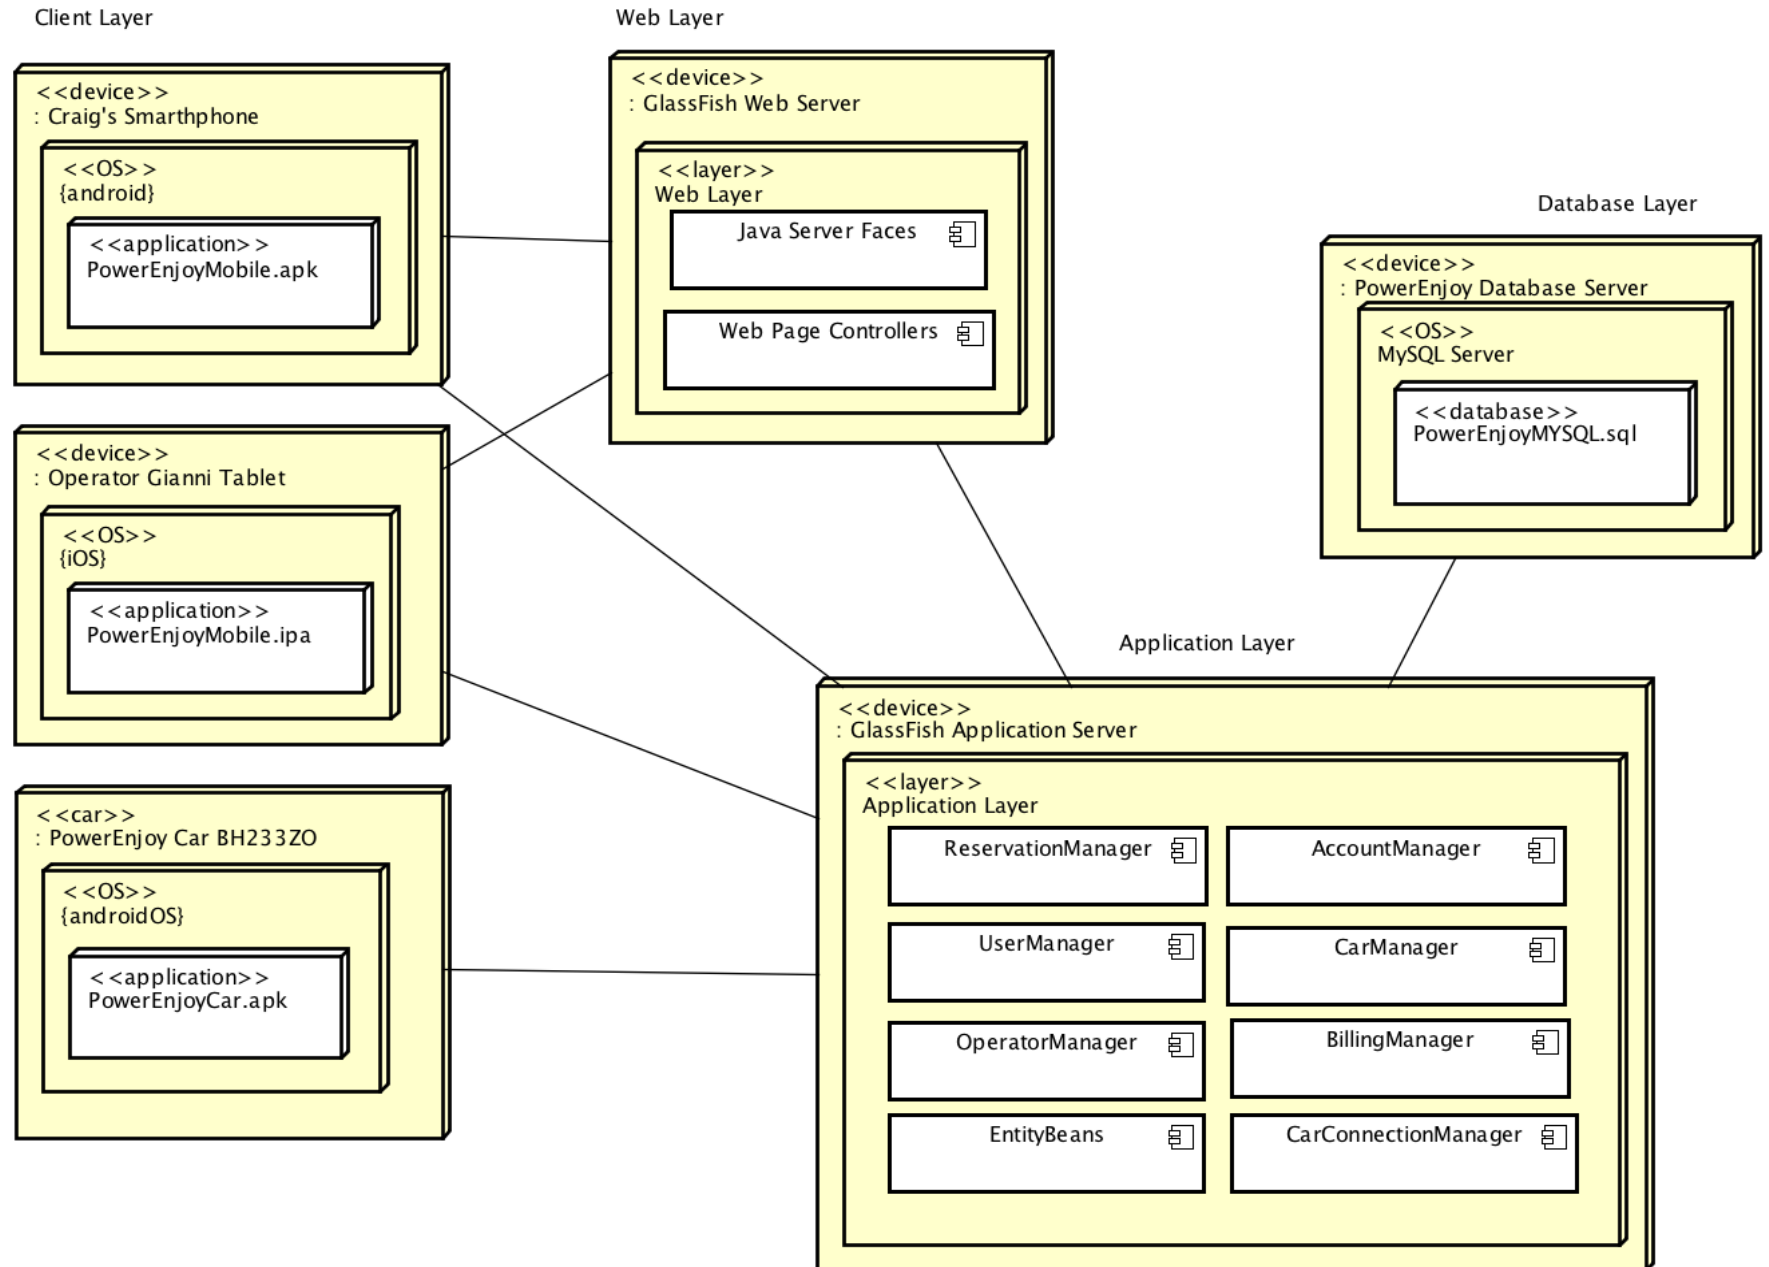 Client Layer
<<device>>
: Craig's Smarthphone
<<OS>>
{android}
<<application>>
PowerEnjoyMobile.apk
<<device>>
: Operator Gianni Tablet
<<OS>>
{iOS}
<<application>>
PowerEnjoyMobile.ipa
<<car>>
: PowerEnjoy Car BH233ZO
<<OS>>
{androidOS}
<<application>>
PowerEnjoyCar.apk
Web Layer
<<device>>
: GlassFish Web Server
<<layer>>
Web Layer
Java Server Faces
Web Page Controllers
Database Layer
<<device>>
: PowerEnjoy Database Server
<<OS>>
MySQL Server
<<database>>
PowerEnjoyMYSQL.sql
Application Layer
<<device>>
: GlassFish Application Server
<<layer>>
Application Layer
ReservationManager
AccountManager
UserManager
CarManager
OperatorManager
BillingManager
EntityBeans
CarConnectionManager